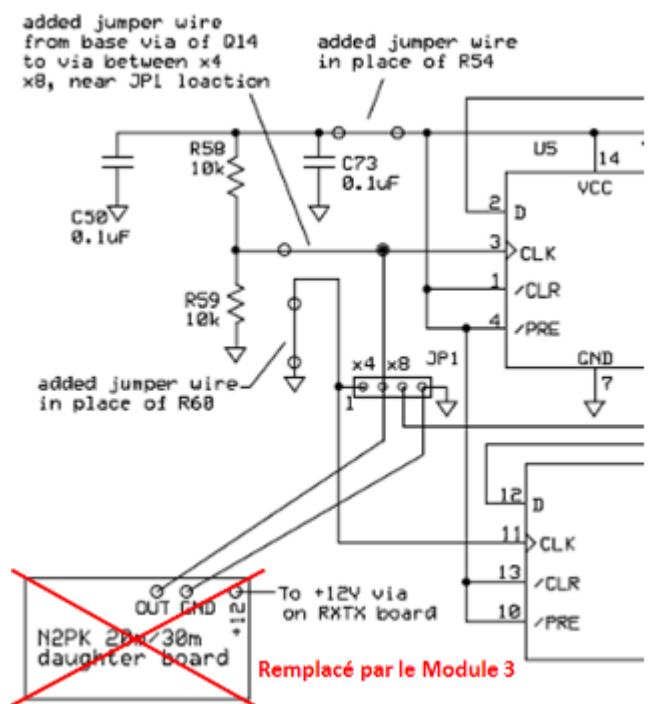 added jumper wire
from base via of Q14
to via between x4
x8, near JP1 loaction
added jumper wire
in place of R54
R58
10k
C73
0.1uF
U5
14
VCC
C50
0.1uF
2
D
3
CLK
1
/CLR
4
/PRE
R59
10k
GND
7
x4 x8
JP1
1
added jumper wire
in place of R60
12
D
11
CLK
13
/CLR
10
/PRE
OUT GND
+12
To +12V via
on RXTX board
N2PK 20m/30m
daughter board
Remplacé par le Module 3